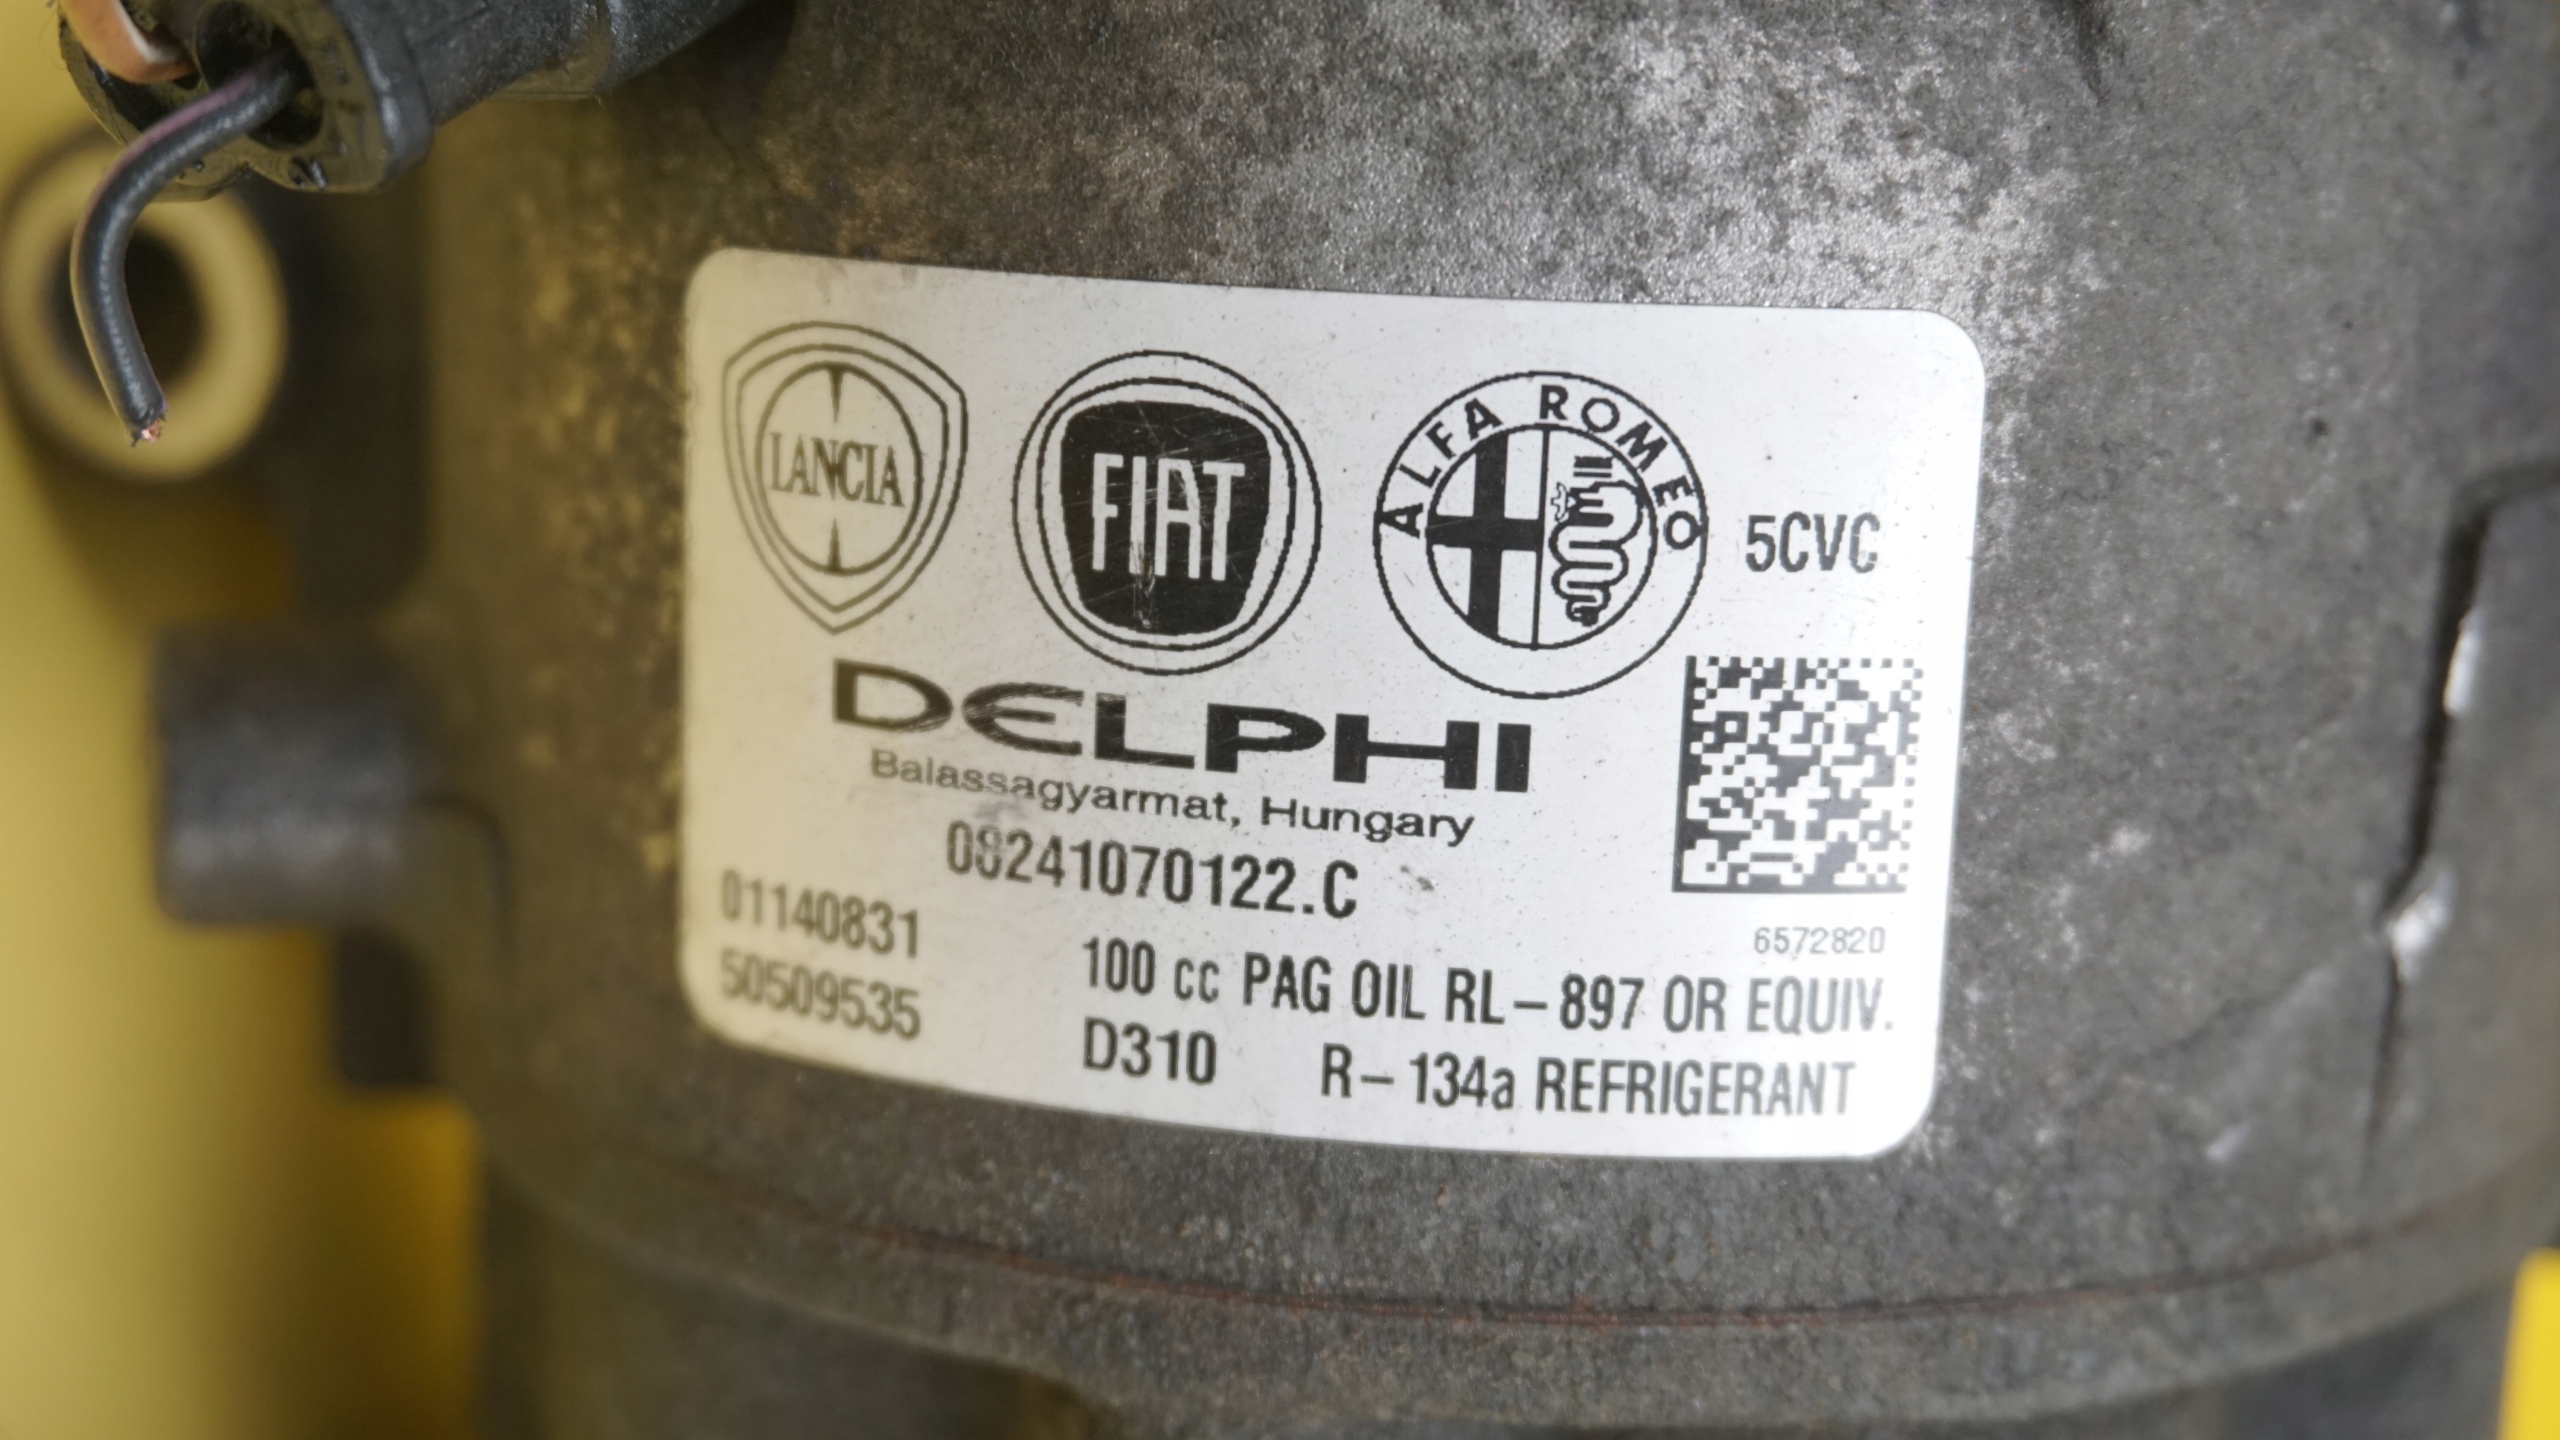 LANCIA
FIAT
ALFA ROMEO
5CVC
DELPHI
Balassagyarmat, Hungary
08241070122.C
01140831
6572820
50509535
100 cc PAG OIL RL-897 OR EQUIV.
D310
R-134a REFRIGERANT